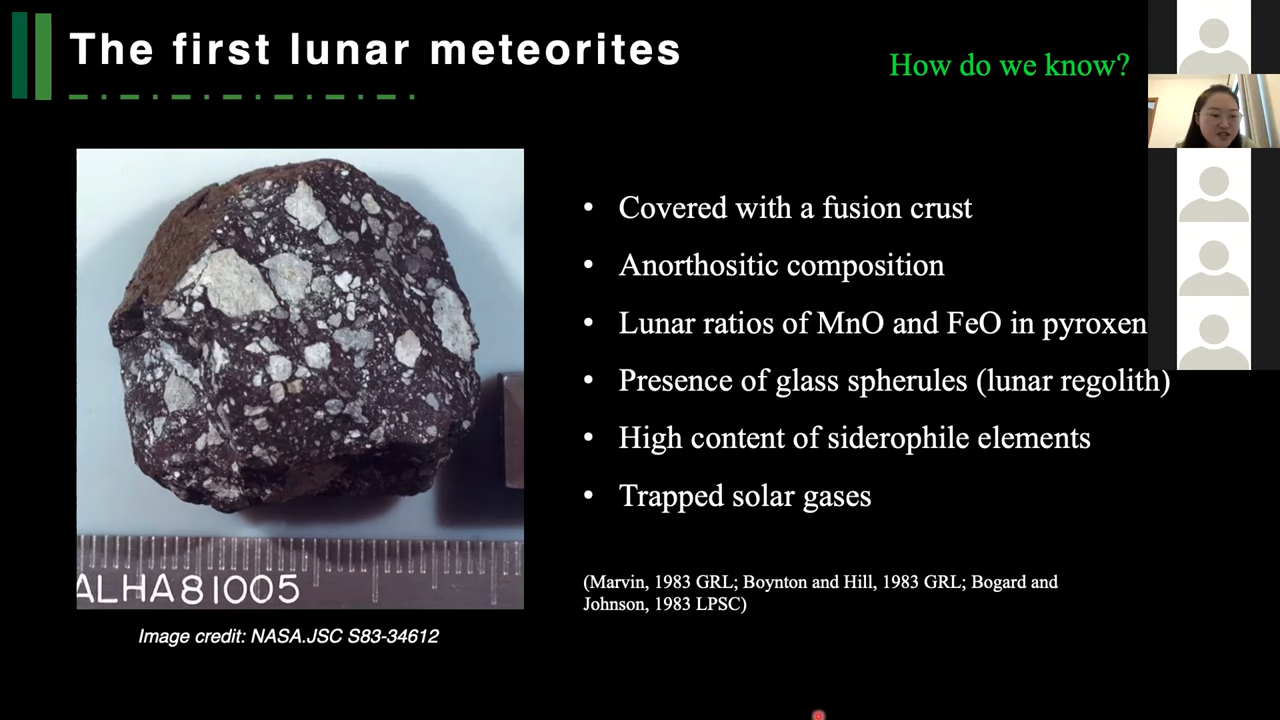 The first lunar meteorites
How do we know?
• Covered with a fusion crust
• Anorthositic composition
• Lunar ratios of MnO and FeO in pyroxen
• Presence of glass spherules (lunar regolith)
• High content of siderophile elements
• Trapped solar gases
(Marvin, 1983 GRL; Boynton and Hill, 1983 GRL; Bogard and
Johnson, 1983 LPSC)
ALHA81005
Image credit: NASA.JSC S83-34612